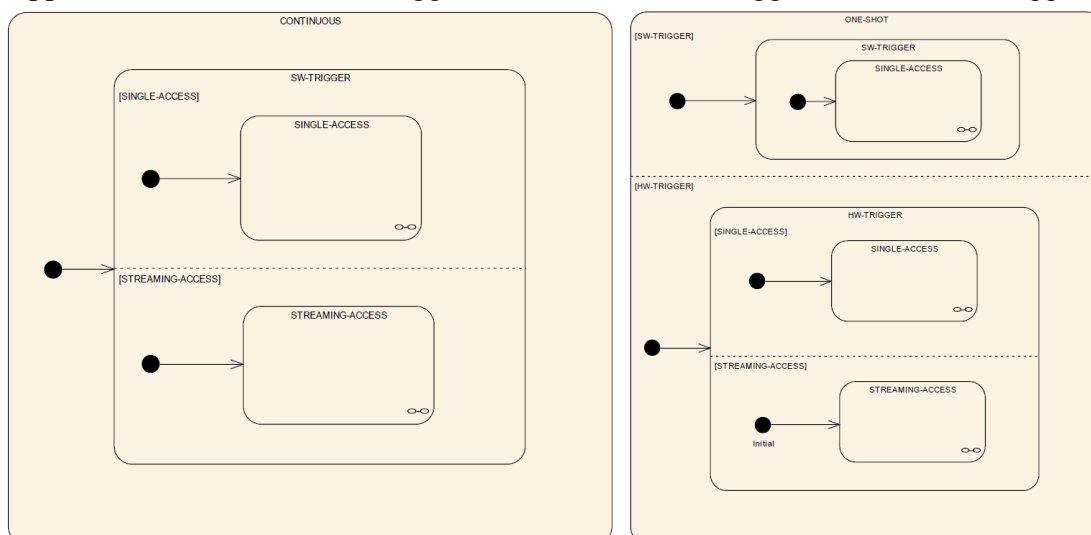 CONTINUOUS
SW-TRIGGER
[SINGLE-ACCESS]
SINGLE-ACCESS
[STREAMING-ACCESS]
STREAMING-ACCESS
ONE-SHOT
[SW-TRIGGER]
SW-TRIGGER
SINGLE-ACCESS
[HW-TRIGGER]
HW-TRIGGER
[SINGLE-ACCESS]
SINGLE-ACCESS
[STREAMING-ACCESS]
STREAMING-ACCESS
Initial